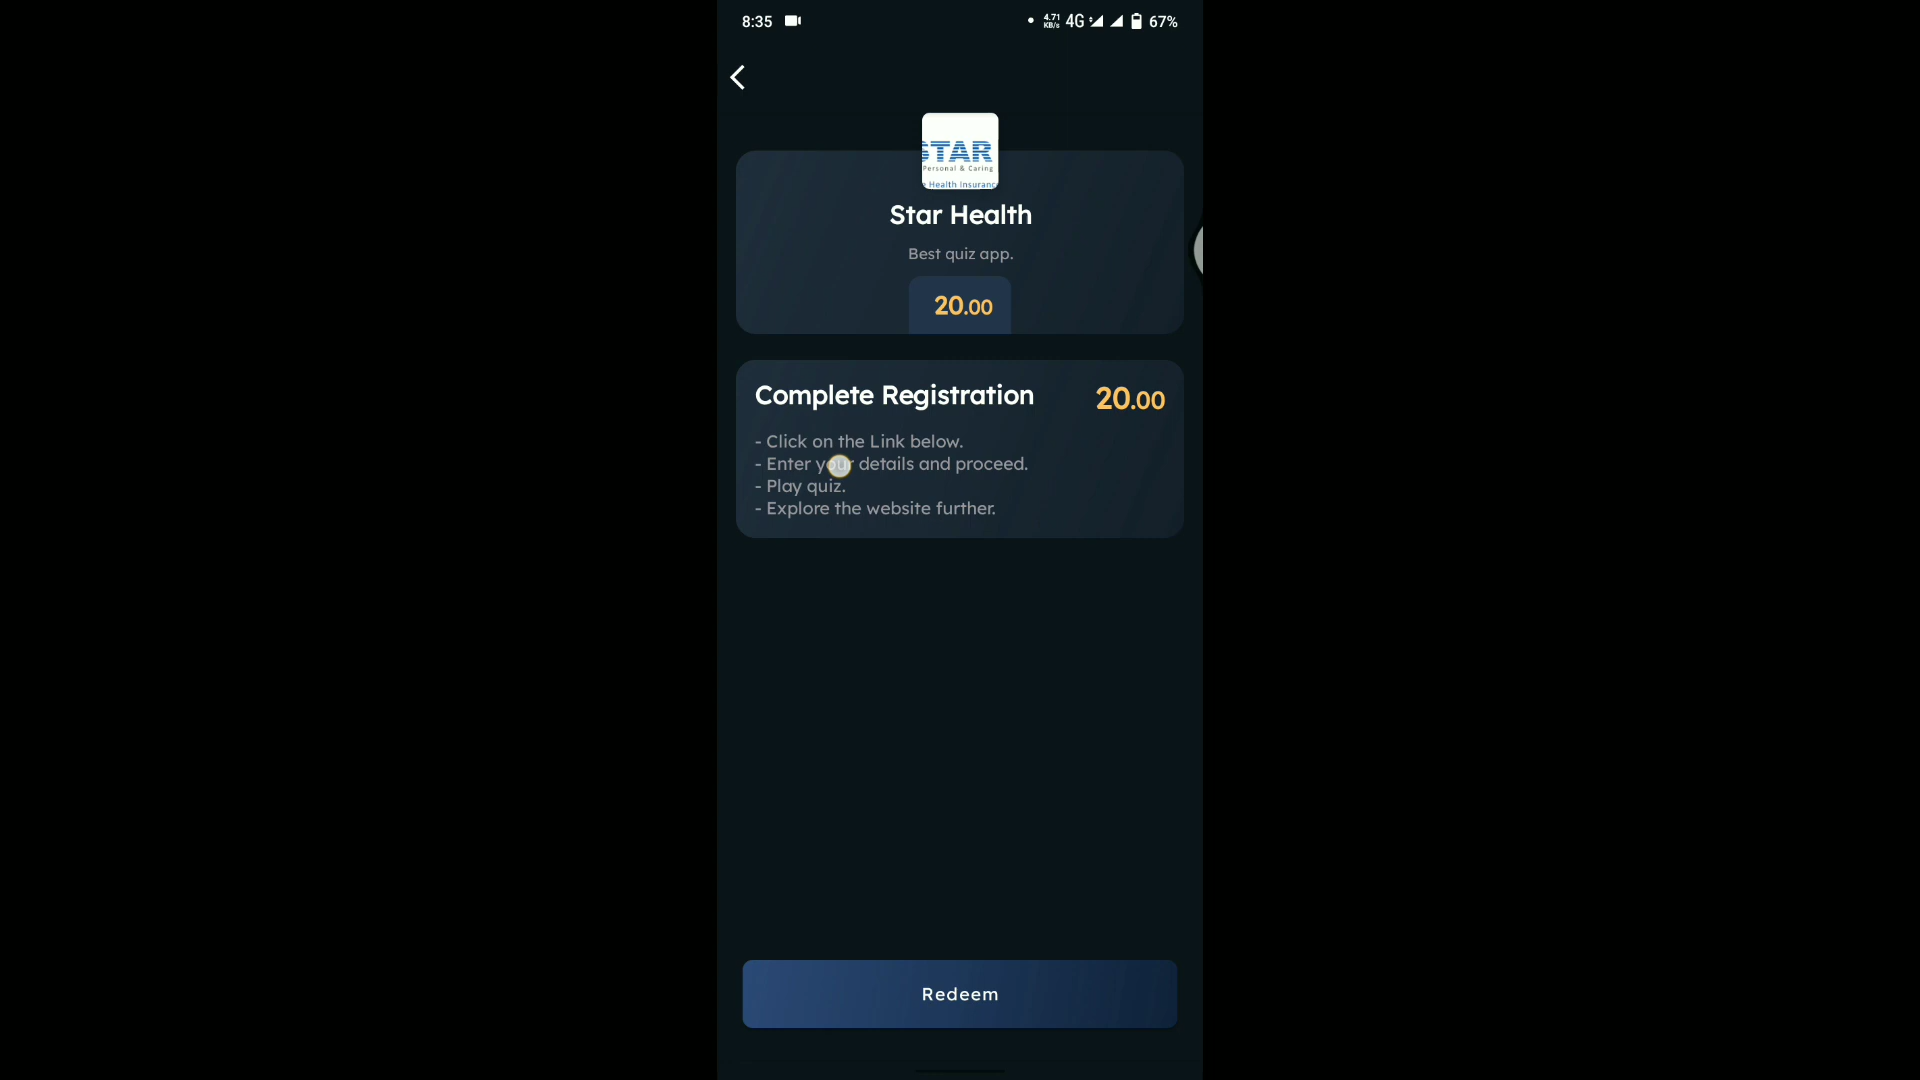 8:35
4.71
KB/s
4G
67%
STAR
Personal & Caring
Health Insuranc
Star Health
Best quiz app.
20.00
Complete Registration
20.00
- Click on the Link below.
- Enter your details and proceed.
- Play quiz.
- Explore the website further.
Redeem